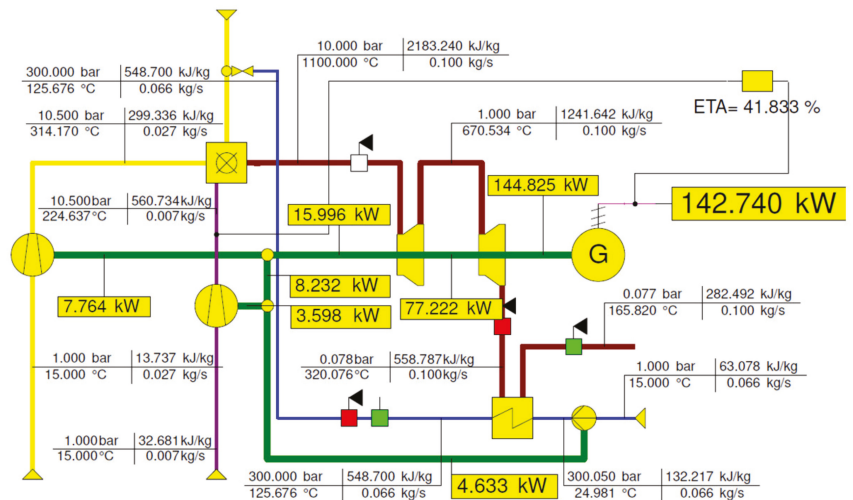 10.000 bar 2183.240 kJ/kg
1100.000 °C 0.100 kg/s
300.000 bar 548.700 kJ/kg
125.676 °C 0.066 kg/s
ETA= 41.833 %
10.500 bar 299.336 kJ/kg
314.170 °C 0.027 kg/s
1.000 bar 1241.642 kJ/kg
670.534 °C 0.100 kg/s
144.825 kW
10.500bar 560.734 kJ/kg
224.637°C 0.007 kg/s
15.996 kW
142.740 kW
G
7.764 kW
8.232 kW
3.598 kW
77.222 kW
0.077 bar 282.492 kJ/kg
165.820 °C 0.100 kg/s
1.000 bar 13.737 kJ/kg
15.000 °C 0.027 kg/s
0.078bar 558.787kJ/kg
320.076°C 0.100kg/s
1.000 bar 63.078 kJ/kg
15.000 °C 0.066 kg/s
1.000bar 32.681kJ/kg
15.000°C 0.007kg/s
300.000 bar 548.700 kJ/kg
125.676 °C 0.066 kg/s
4.633 kW
300.050 bar 132.217 kJ/kg
24.981 °C 0.066 kg/s